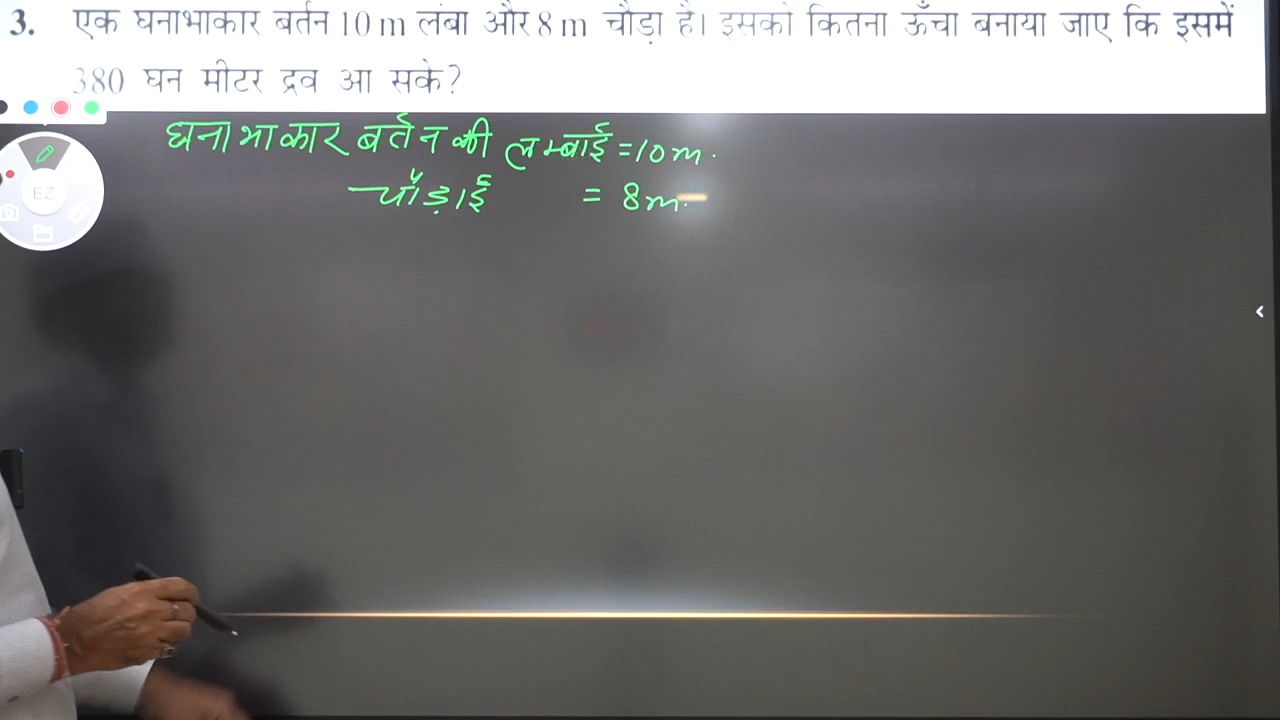 3. एक घनाभाकार बर्तन 10 m लंबा और 8 m चौड़ा है। इसको कितना ऊँचा बनाया जाए कि इसमें
380 घन मीटर द्रव आ सके?
घनाभाकार बर्तन की लम्बाई = 10 m.
चौड़ाई = 8 m.
EZ